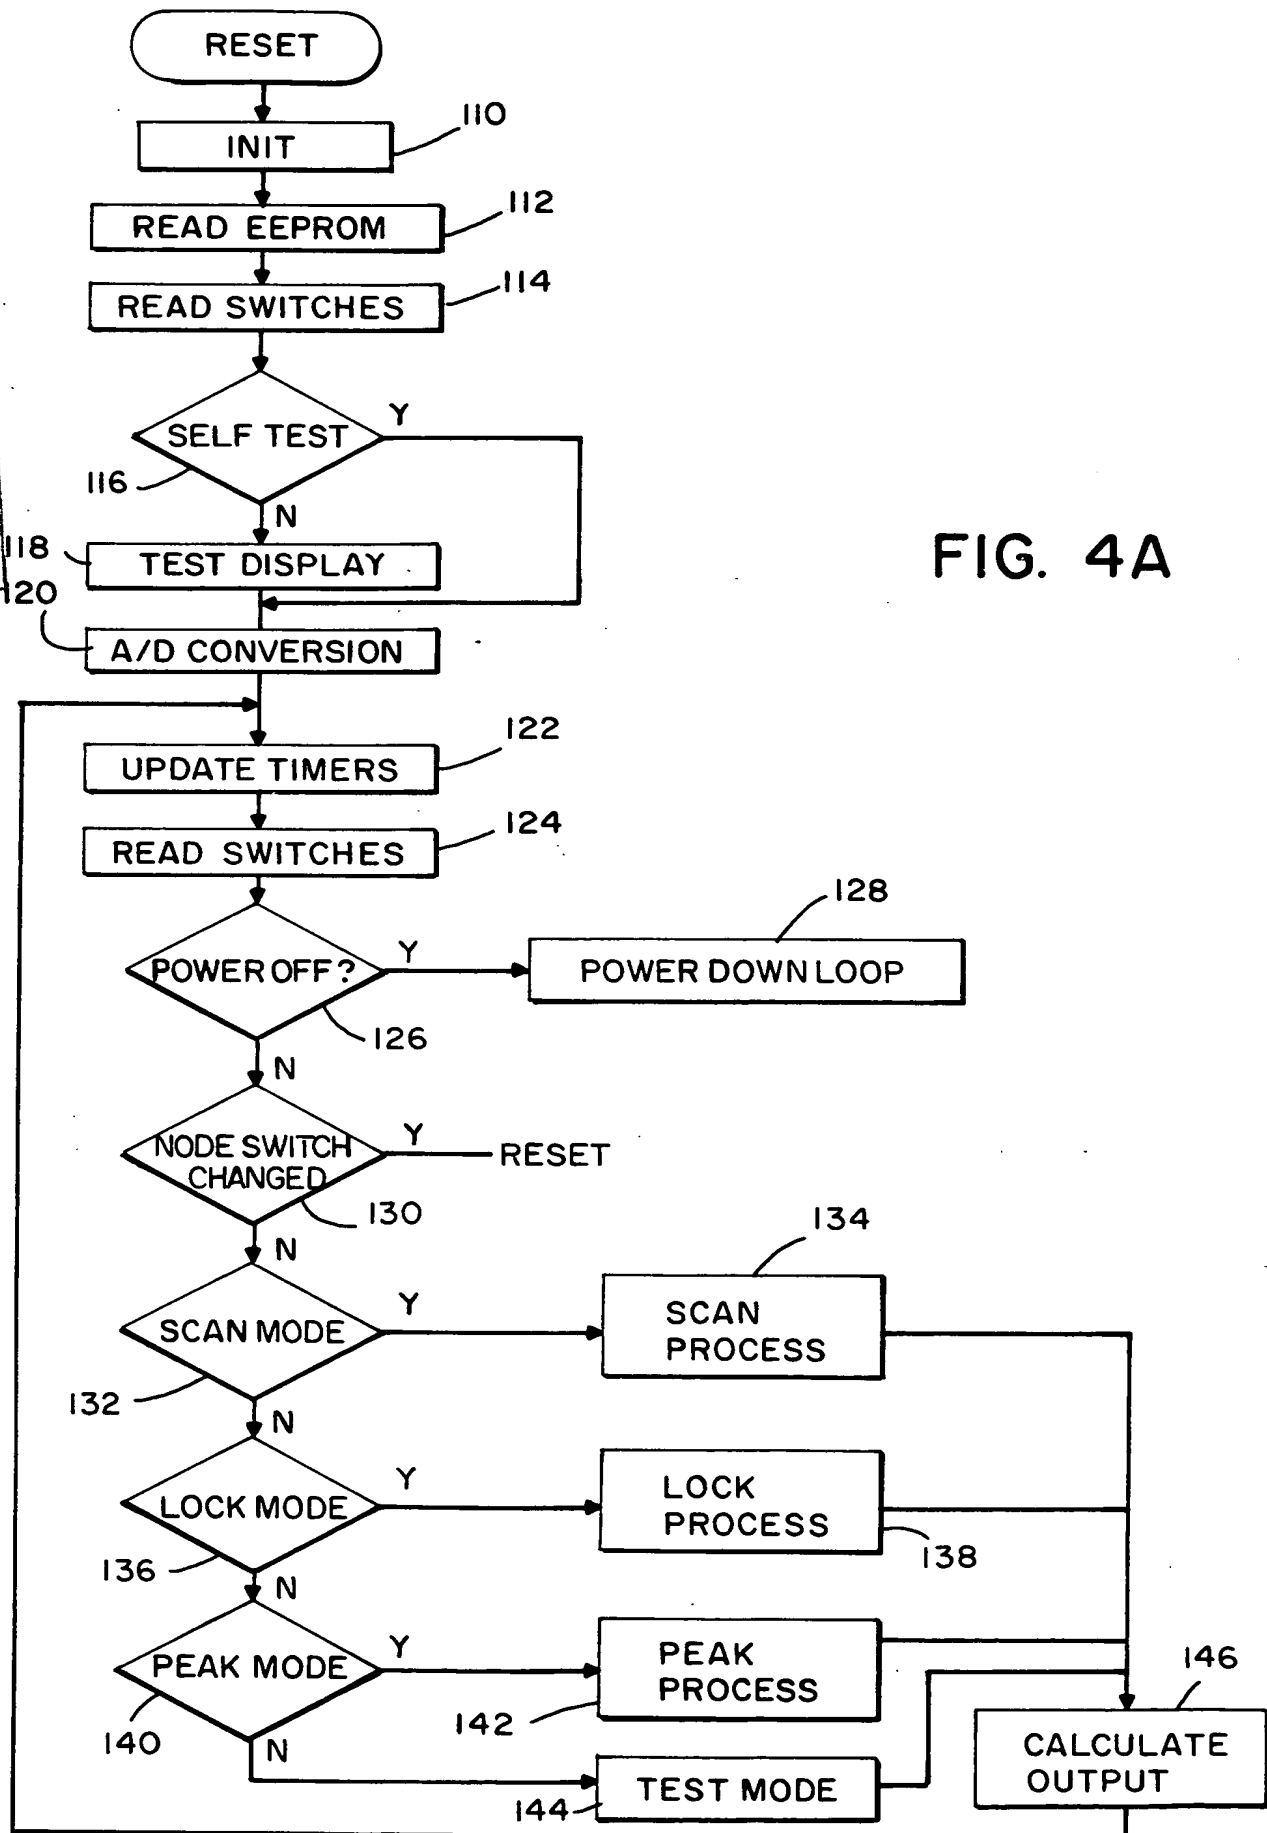 RESET
110
INIT
112
READ EEPROM
114
READ SWITCHES
Y
SELF TEST
116
N
FIG. 4A
118
TEST DISPLAY
120
A/D CONVERSION
122
UPDATE TIMERS
124
READ SWITCHES
128
Y
POWER OFF?
POWER DOWN LOOP
126
N
Y
NODE SWITCH
CHANGED
RESET
130
134
N
Y
SCAN MODE
SCAN
PROCESS
132
N
Y
LOCK MODE
LOCK
PROCESS
138
136
N
Y
PEAK MODE
PEAK
PROCESS
146
142
140
N
CALCULATE
OUTPUT
TEST MODE
144